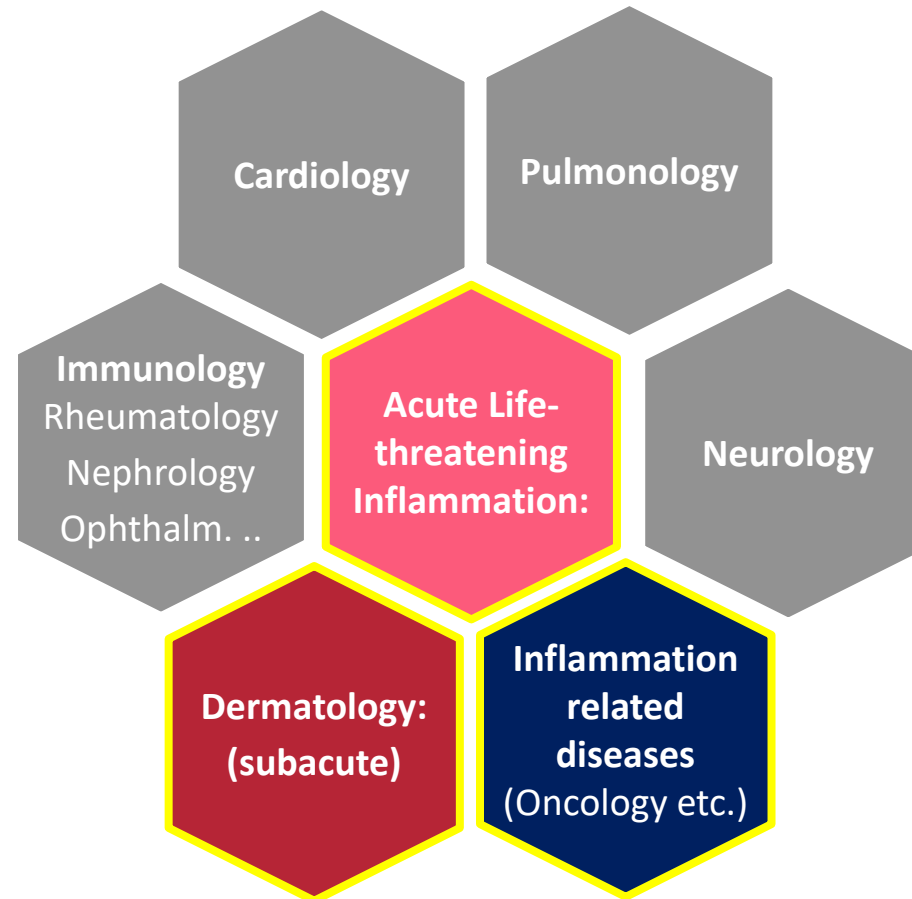 Cardiology
Pulmonology
Immunology
Rheumatology
Nephrology
Ophthalm. ..
Acute Life-
threatening
Inflammation:
Neurology
Dermatology:
(subacute)
Inflammation
related
diseases
(Oncology etc.)